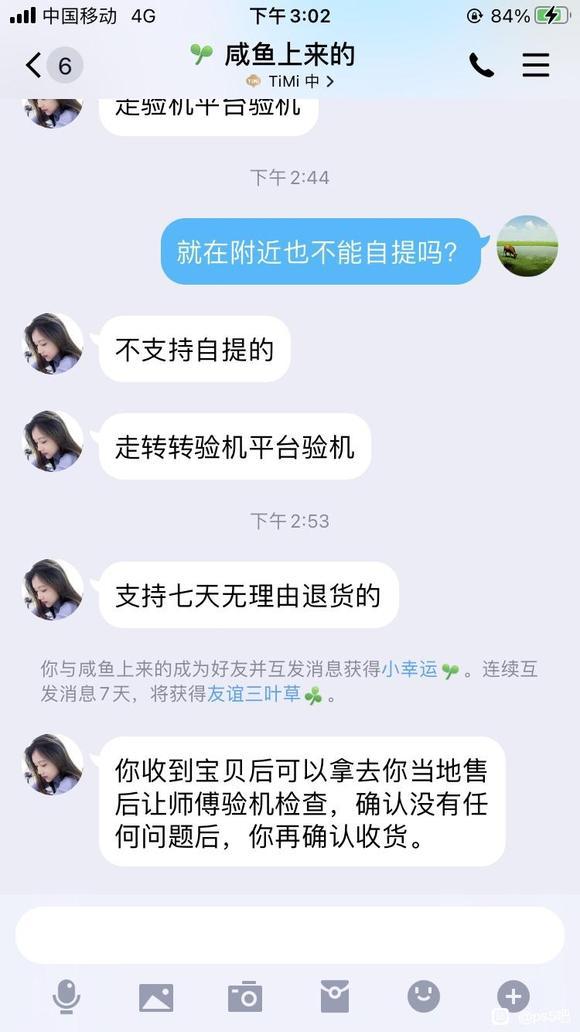 中国移动 4G 下午3:02 84%
6 咸鱼上来的
TiMi 中
走验机平台验机
下午2:44
就在附近也不能自提吗?
不支持自提的
走转转验机平台验机
下午2:53
支持七天无理由退货的
你与咸鱼上来的成为好友并互发消息获得小幸运。连续互
发消息7天，将获得友谊三叶草。
你收到宝贝后可以拿去你当地售
后让师傅验机检查，确认没有任
何问题后，你再确认收货。
@ps5吧